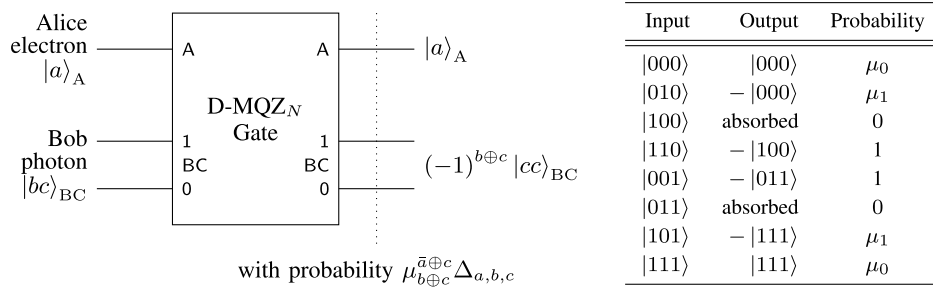 Alice
electron
|a⟩_A
Bob
photon
|bc⟩_BC
A
1
BC
0
D-MQZ_N
Gate
A
1
BC
0
|a⟩_A
(−1)^{b⊕c} |cc⟩_BC
with probability μ_{b⊕c}^{ā⊕c} Δ_{a,b,c}
Input Output Probability
|000⟩ |000⟩ μ_0
|010⟩ − |000⟩ μ_1
|100⟩ absorbed 0
|110⟩ − |100⟩ 1
|001⟩ − |011⟩ 1
|011⟩ absorbed 0
|101⟩ − |111⟩ μ_1
|111⟩ |111⟩ μ_0